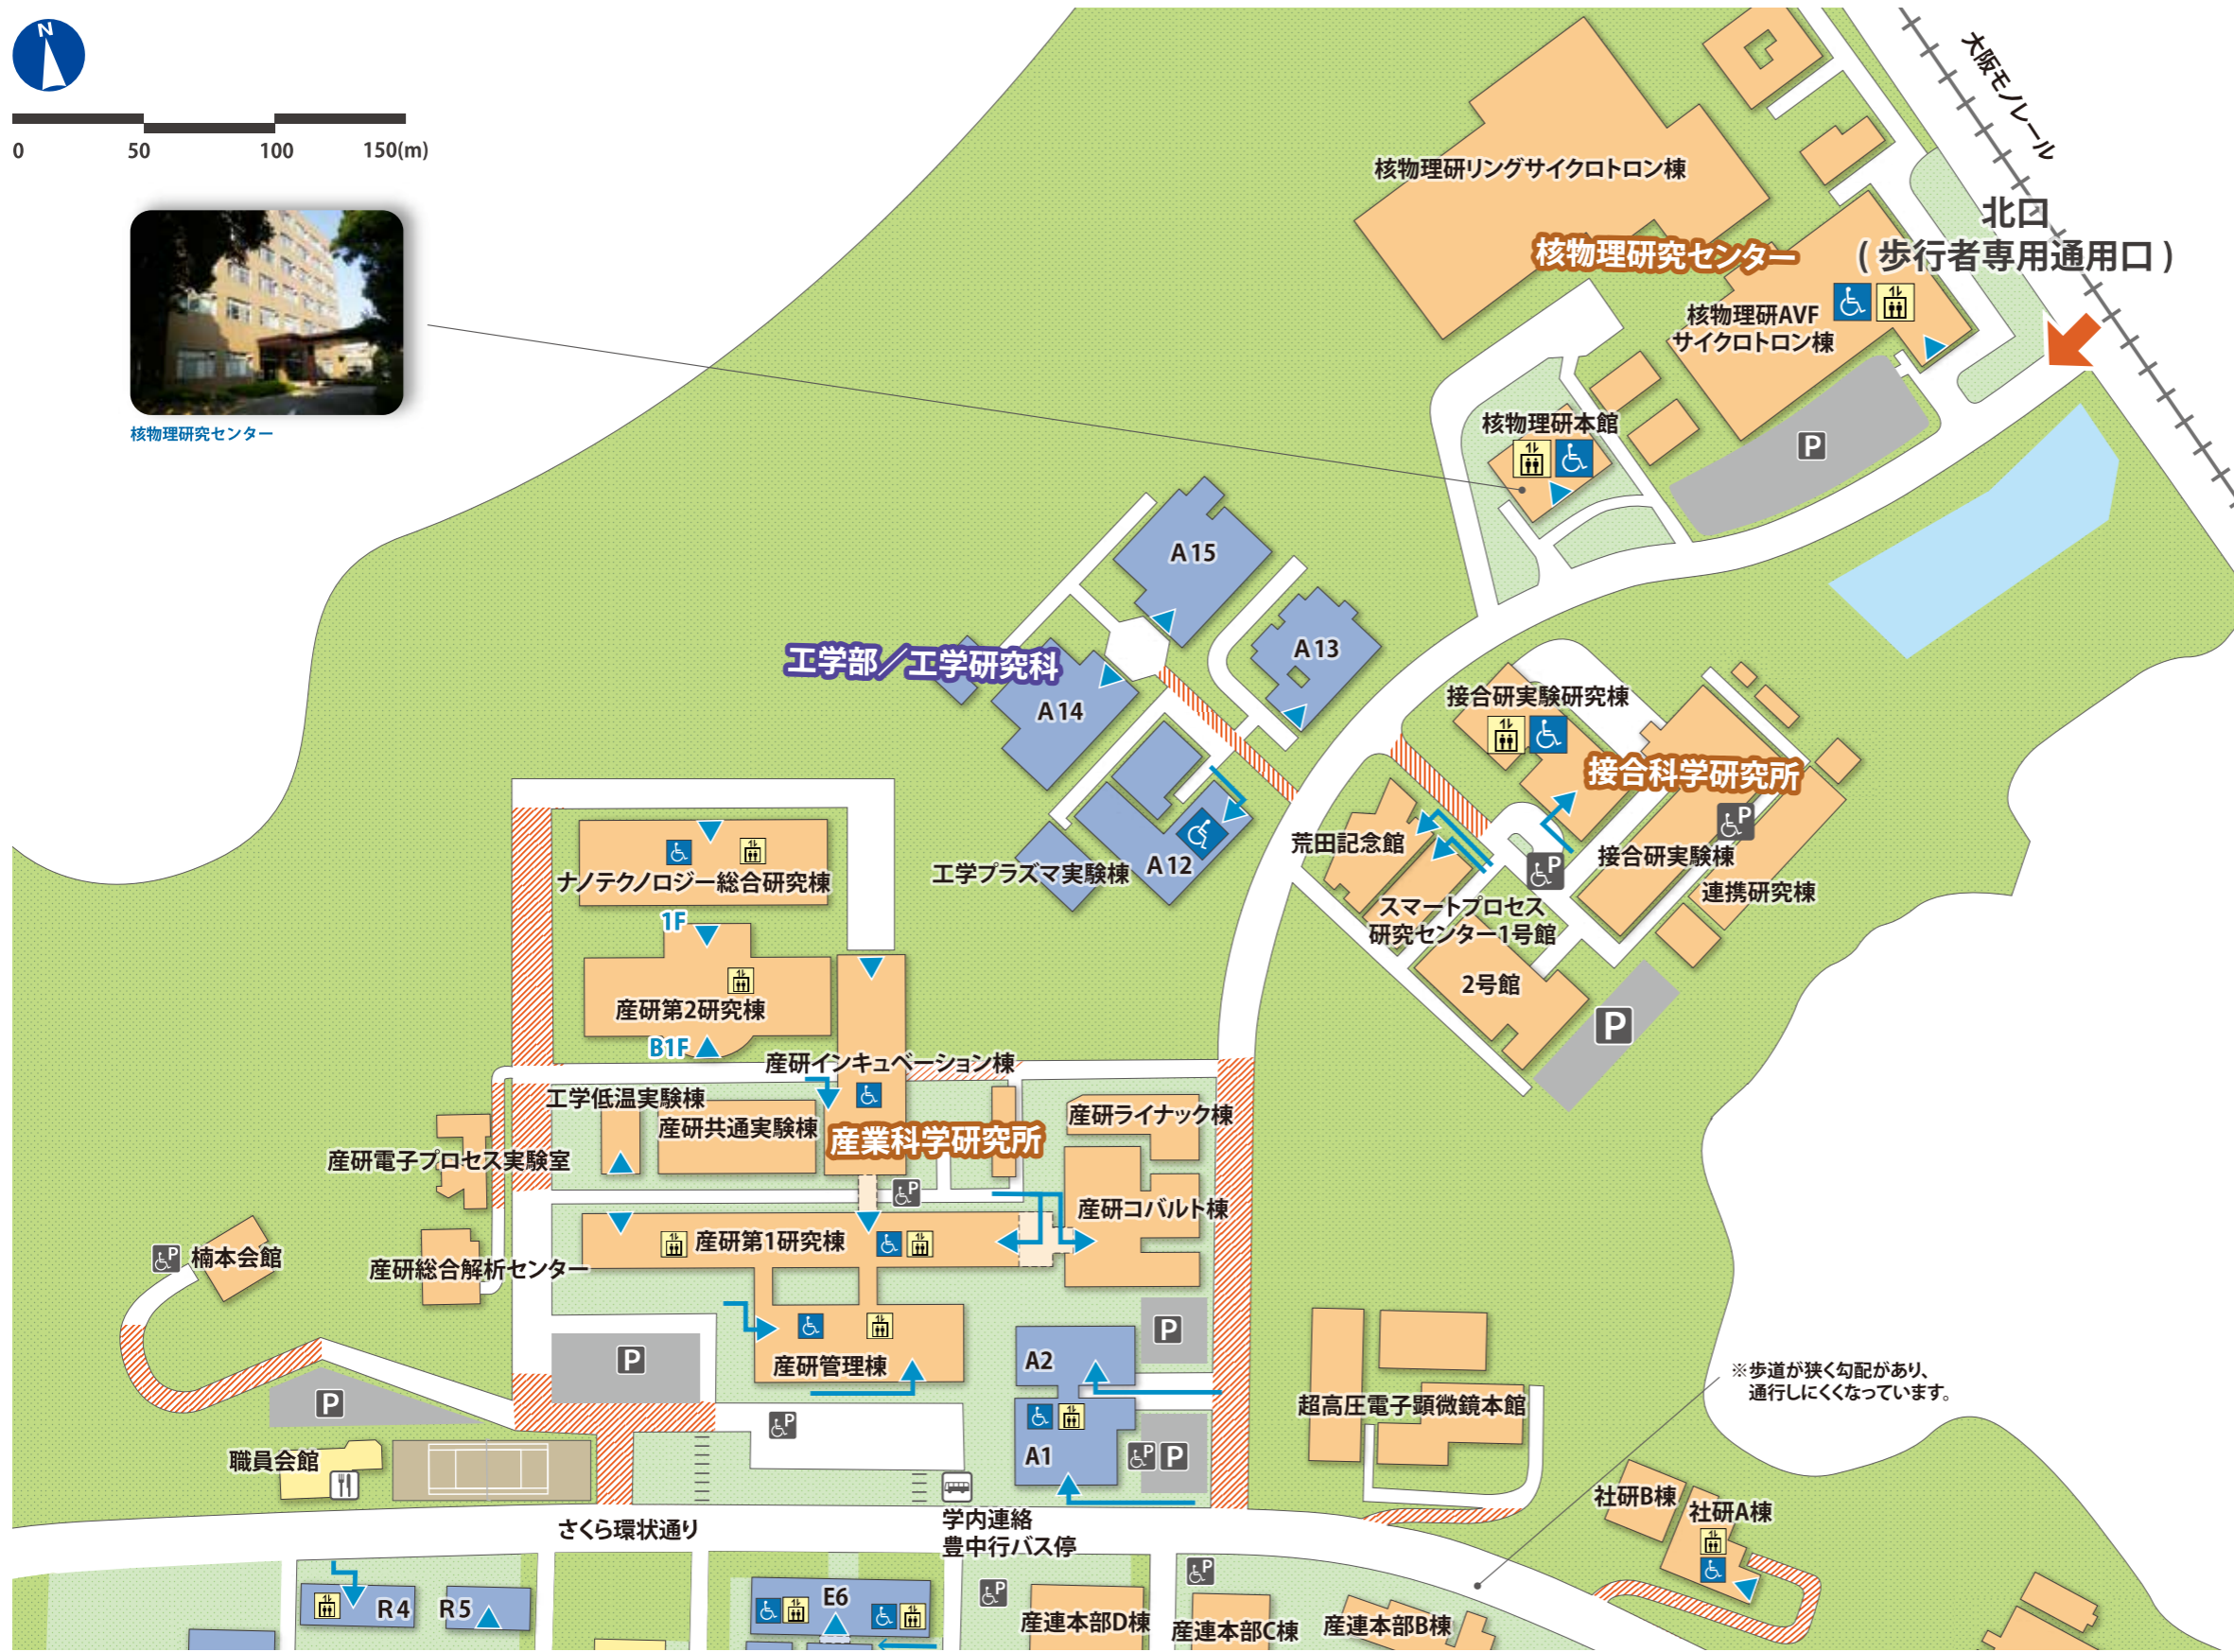 N
0 50 100 150(m)
核物理研究センター
大阪モノレール
北口
(歩行者専用通用口)
核物理研リングサイクロトロン棟
核物理研究センター
核物理研AVF
サイクロトロン棟
核物理研本館
P
A15
A13
工学部／工学研究科
A14
工学プラズマ実験棟
A12
接合研実験研究棟
接合科学研究所
荒田記念館
P
P
接合研実験棟
連携研究棟
スマートプロセス
研究センター1号館
2号館
P
ナノテクノロジー総合研究棟
1F
産研第2研究棟
B1F
産研インキュベーション棟
工学低温実験棟
産研共通実験棟
産業科学研究所
産研ライナック棟
産研電子プロセス実験室
P
産研コバルト棟
産研第1研究棟
P
楠本会館
産研総合解析センター
産研管理棟
P
P
P
P
A2
A1
P
P
超高圧電子顕微鏡本館
※歩道が狭く勾配があり、
通行しにくくなっています。
職員会館
社研B棟
社研A棟
さくら環状通り
学内連絡
豊中行バス停
R4
R5
E6
P
P
産連本部D棟
産連本部C棟
産連本部B棟